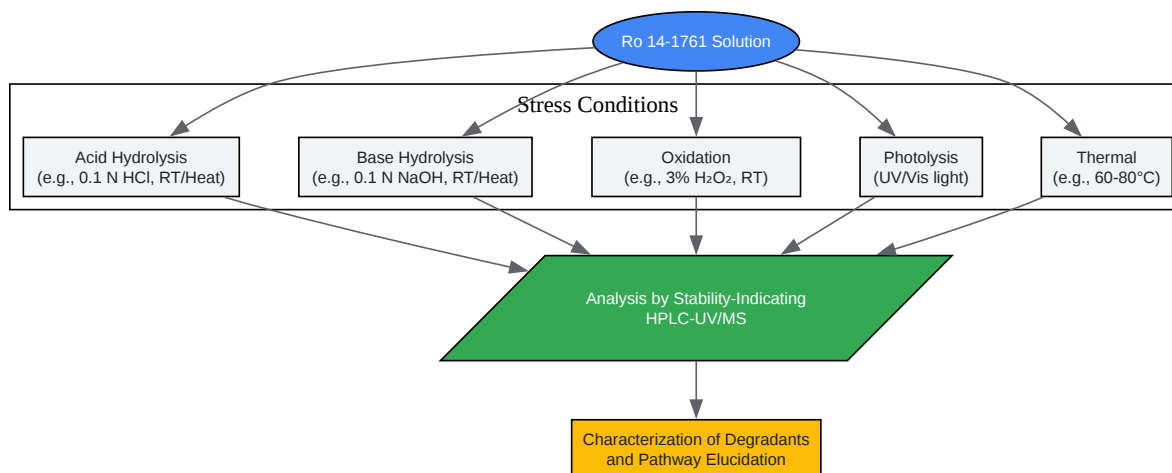 Ro 14-1761 Solution
Stress Conditions
Acid Hydrolysis
(e.g., 0.1 N HCl, RT/Heat)
Base Hydrolysis
(e.g., 0.1 N NaOH, RT/Heat)
Oxidation
(e.g., 3% H₂O₂, RT)
Photolysis
(UV/Vis light)
Thermal
(e.g., 60-80°C)
Analysis by Stability-Indicating
HPLC-UV/MS
Characterization of Degradants
and Pathway Elucidation